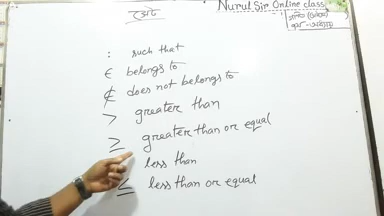 সেট
Nurul Sir Online class
: such that
∈ belongs to
∉ does not belongs to
> greater than
≥ greater than or equal
less than
≤ less than or equal